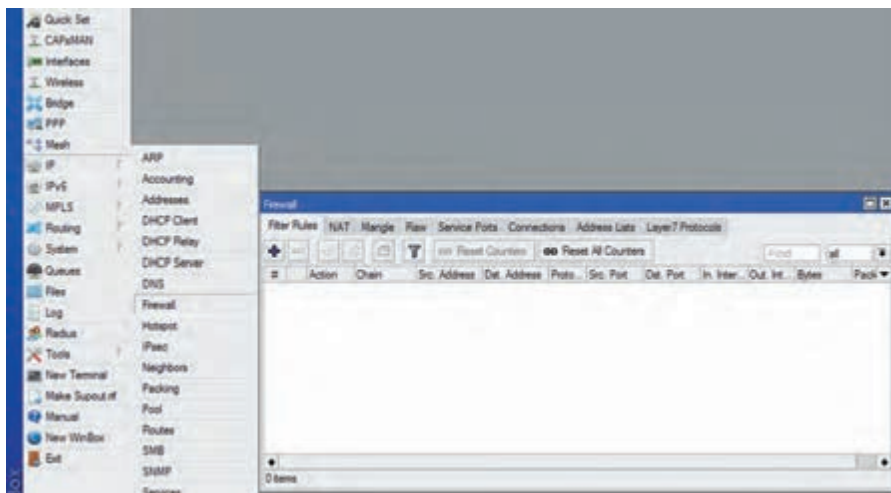 Quick Set
CAPsMAN
Interfaces
Wireless
Bridge
PPP
Mesh
IP
IPv6
MPLS
Routing
System
Queues
Files
Log
Radius
Tools
New Terminal
Make Supout.rif
Manual
New WinBox
Exit
ARP
Accounting
Addresses
DHCP Client
DHCP Relay
DHCP Server
DNS
Firewall
Hotspot
IPsec
Neighbors
Packing
Pool
Routes
SMB
SNMP
Services
Firewall
Filter Rules NAT Mangle Raw Service Ports Connections Address Lists Layer7 Protocols
00 Reset Counters 00 Reset All Counters Find all
# Action Chain Src. Address Dst. Address Proto... Src. Port Dst. Port In. Inter... Out. Int... Bytes Pack
0 items